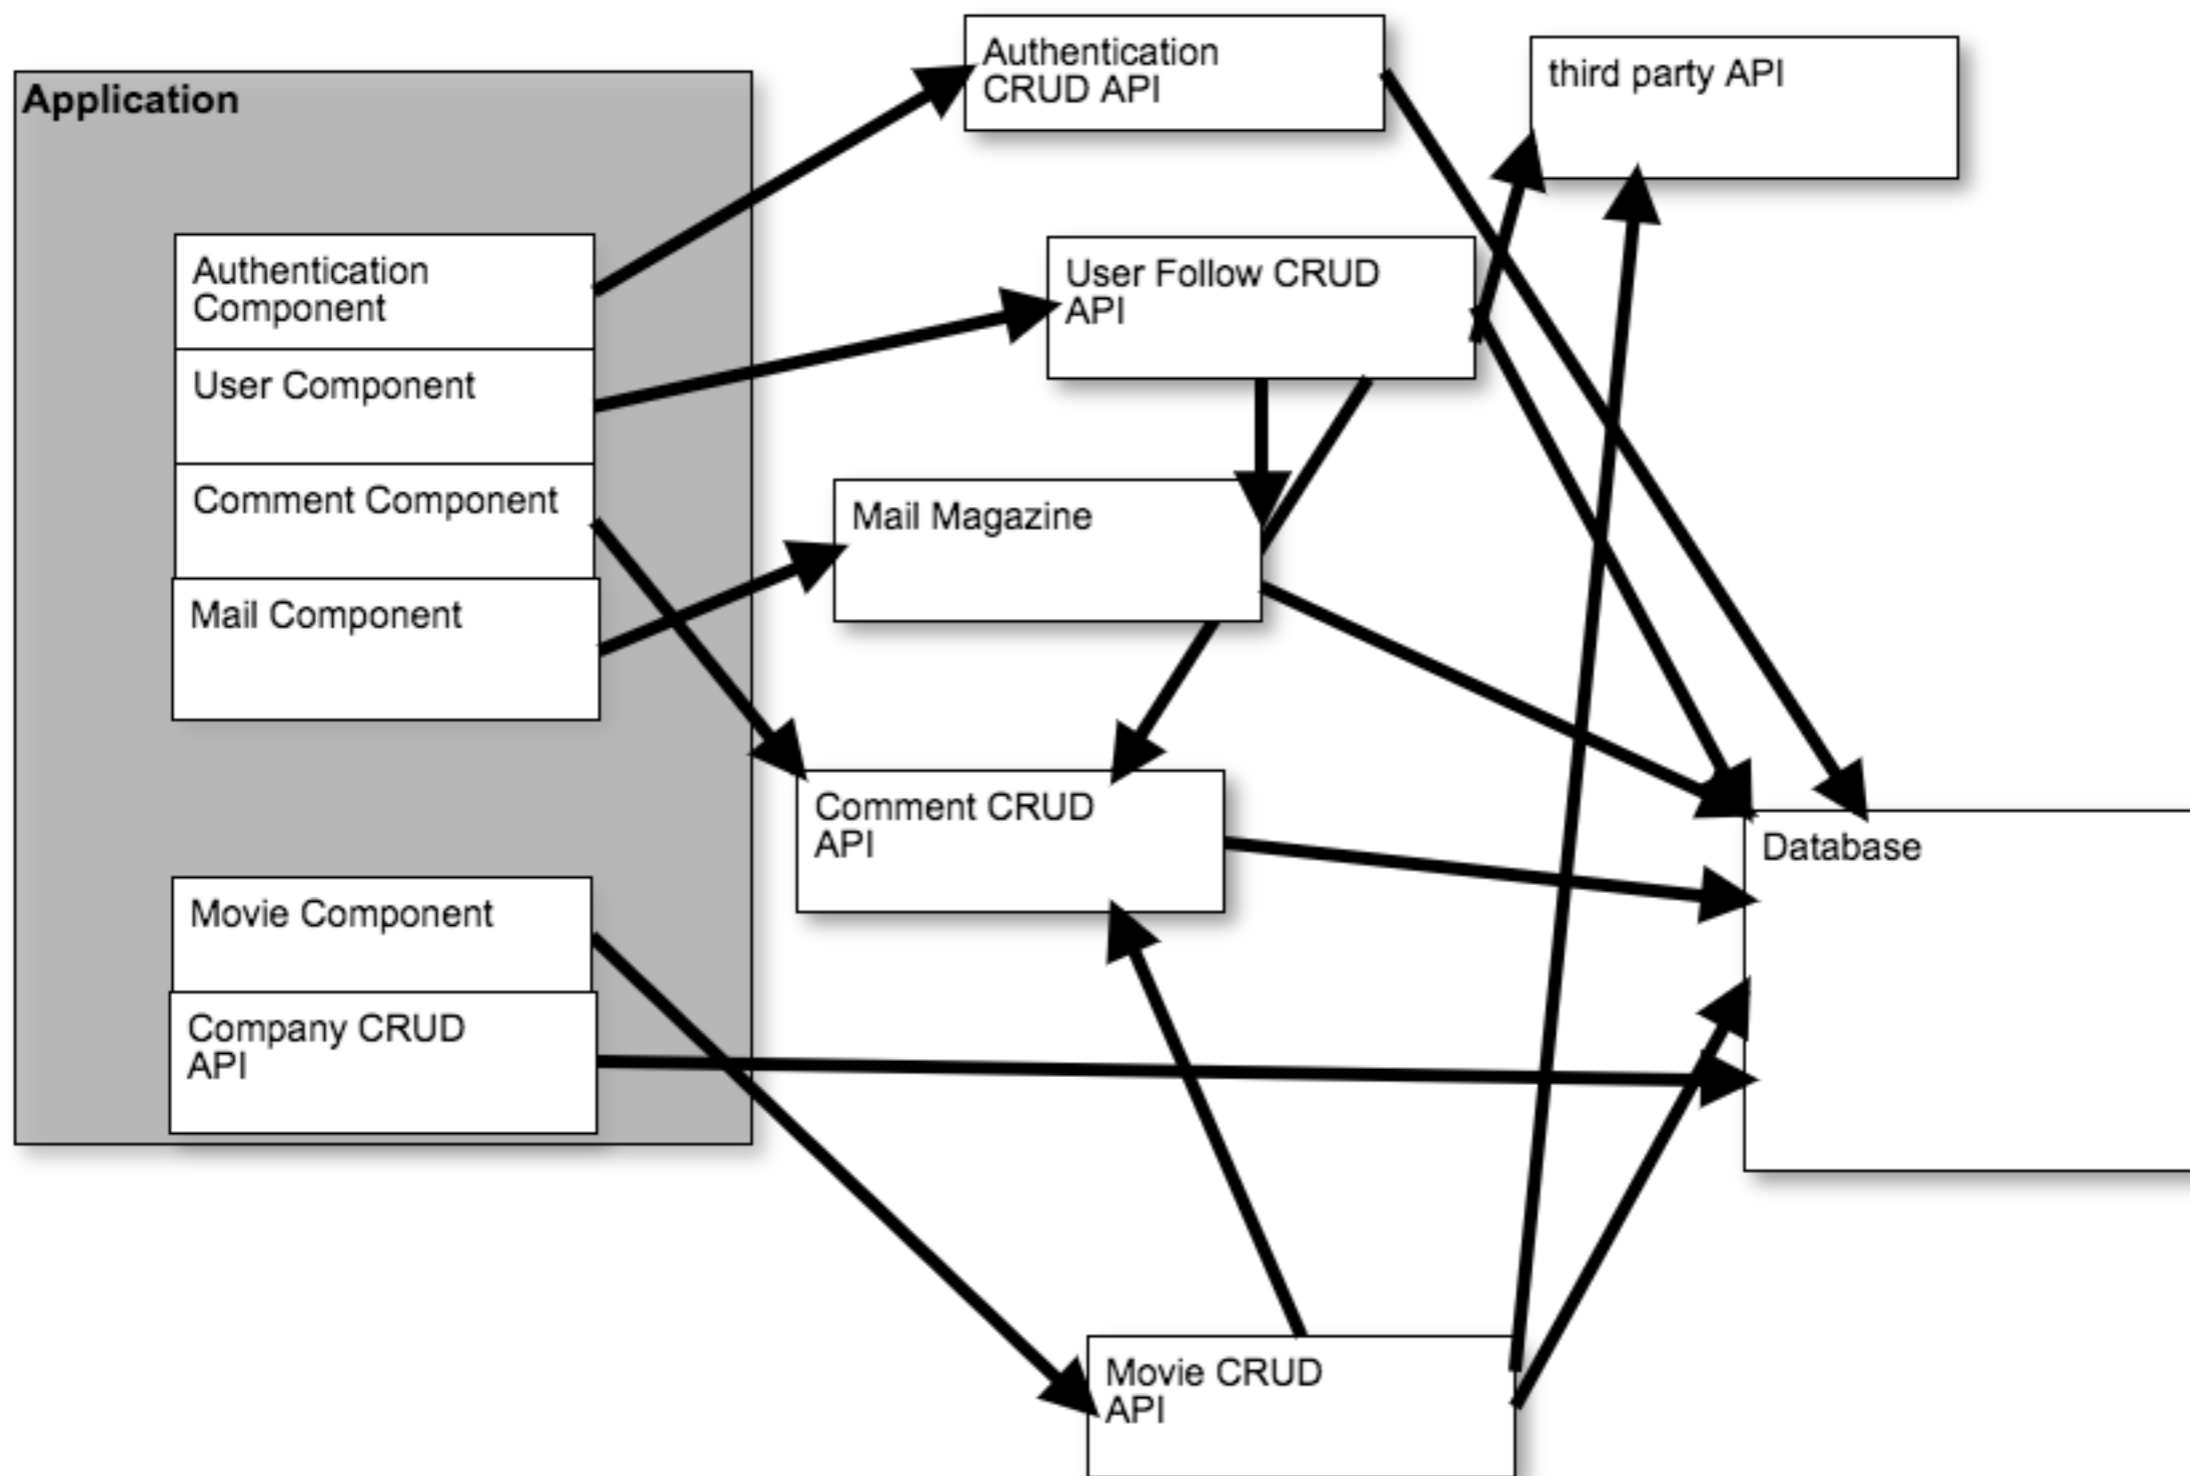 Application
Authentication
Component
User Component
Comment Component
Mail Component
Movie Component
Company CRUD
API
Authentication
CRUD API
User Follow CRUD
API
Mail Magazine
Comment CRUD
API
Movie CRUD
API
third party API
Database